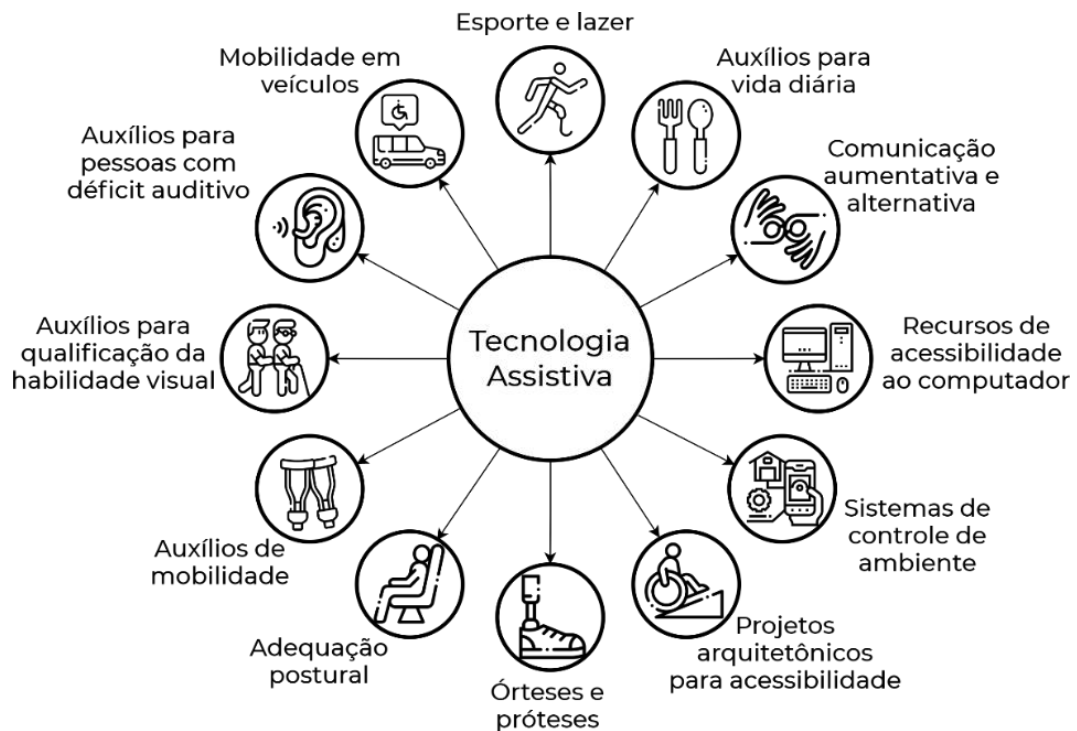 Esporte e lazer
Auxílios para
vida diária
Comunicação
aumentativa e
alternativa
Recursos de
acessibilidade
ao computador
Sistemas de
controle de
ambiente
Projetos
arquitetônicos
para acessibilidade
Órteses e
próteses
Adequação
postural
Auxílios de
mobilidade
Auxílios para
qualificação da
habilidade visual
Auxílios para
pessoas com
déficit auditivo
Mobilidade em
veículos
Tecnologia
Assistiva